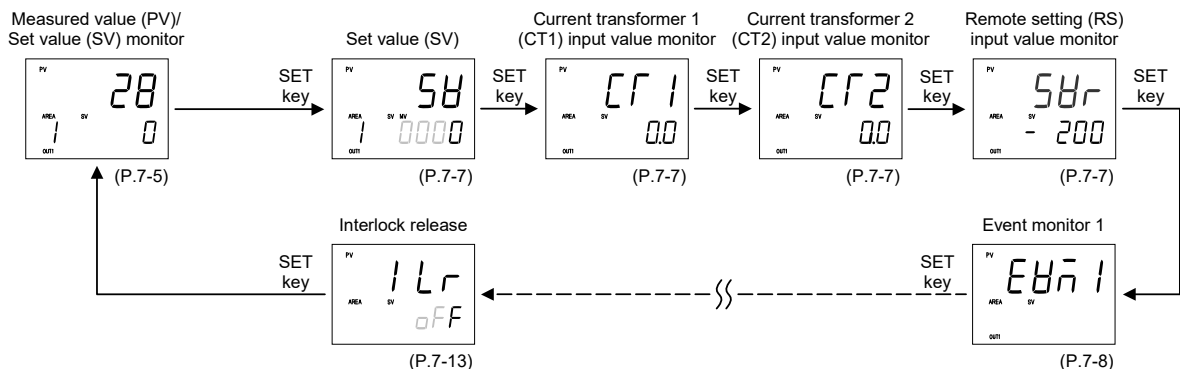 Measured value (PV)/
Set value (SV) monitor
Set value (SV)
Current transformer 1
(CT1) input value monitor
Current transformer 2
(CT2) input value monitor
Remote setting (RS)
input value monitor
PV
28
AREA SV
1 0
OUT1
(P.7-5)
SET
key
PV
SV
AREA SV MV
1 0000
OUT1
(P.7-7)
SET
key
PV
CT1
AREA SV
0.0
OUT1
(P.7-7)
SET
key
PV
CT2
AREA SV
0.0
OUT1
(P.7-7)
SET
key
PV
SVr
AREA SV
- 200
OUT1
(P.7-7)
SET
key
Interlock release
PV
ILr
AREA SV
oFF
(P.7-13)
SET
key
Event monitor 1
PV
EVM1
AREA SV
OUT1
(P.7-8)
SET
key